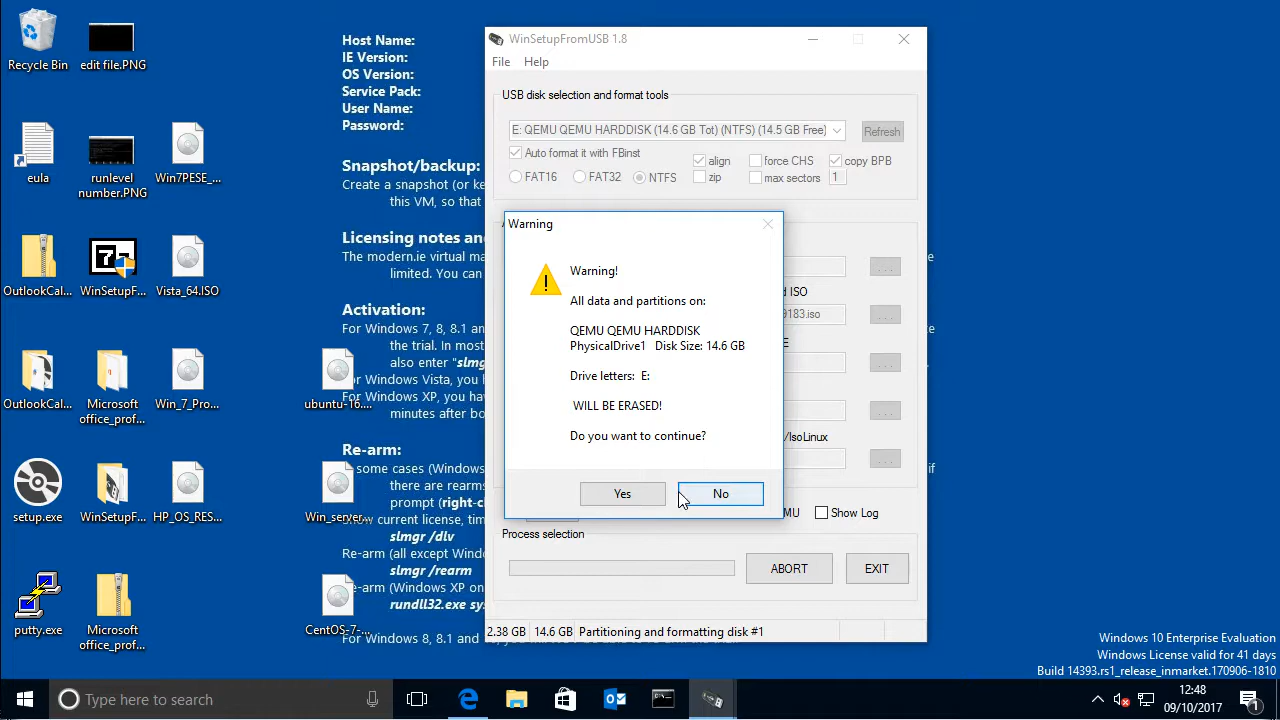 Recycle Bin
edit file.PNG
eula
runlevel
number.PNG
Win7PESE_...
OutlookCal...
WinSetupF...
Vista_64.ISO
OutlookCal...
Microsoft
office_prof...
Win_7_Pro...
ubuntu-16....
setup.exe
WinSetupF...
HP_OS_RES...
Win_server...
putty.exe
Microsoft
office_prof...
CentOS-7-...
Host Name:
IE Version:
OS Version:
Service Pack:
User Name:
Password:
Snapshot/backup:
Create a snapshot (or ke
this VM, so that
Licensing notes and
The modern.ie virtual ma
limited. You can
Activation:
For Windows 7, 8, 8.1 an
the trial. In most
also enter "slmg
For Windows Vista, you h
For Windows XP, you hav
minutes after bo
Re-arm:
some cases (Window
there are rearms
prompt (right-c
current license, tim
slmgr /dlv
Re-arm (all except Windo
slmgr /rearm
Re-arm (Windows XP on
rundll32.exe sys
For Windows 8, 8.1 and
WinSetupFromUSB 1.8
File Help
USB disk selection and format tools
E: QEMU QEMU HARDDISK (14.6 GB Tot) (NTFS) (14.5 GB Free)
Refresh
Auto format it with FBinst
align
force CHS
copy BPB
FAT16
FAT32
NTFS
zip
max sectors
1
...
ISO
9183.iso
...
...
...
/IsoLinux
...
MU
Show Log
Process selection
ABORT
EXIT
2.38 GB
14.6 GB
Partitioning and formatting disk #1
Warning
Warning!
All data and partitions on:
QEMU QEMU HARDDISK
PhysicalDrive1 Disk Size: 14.6 GB
Drive letters: E:
WILL BE ERASED!
Do you want to continue?
Yes
No
Windows 10 Enterprise Evaluation
Windows License valid for 41 days
Build 14393.rs1_release_inmarket.170906-1810
Type here to search
12:48
09/10/2017
1